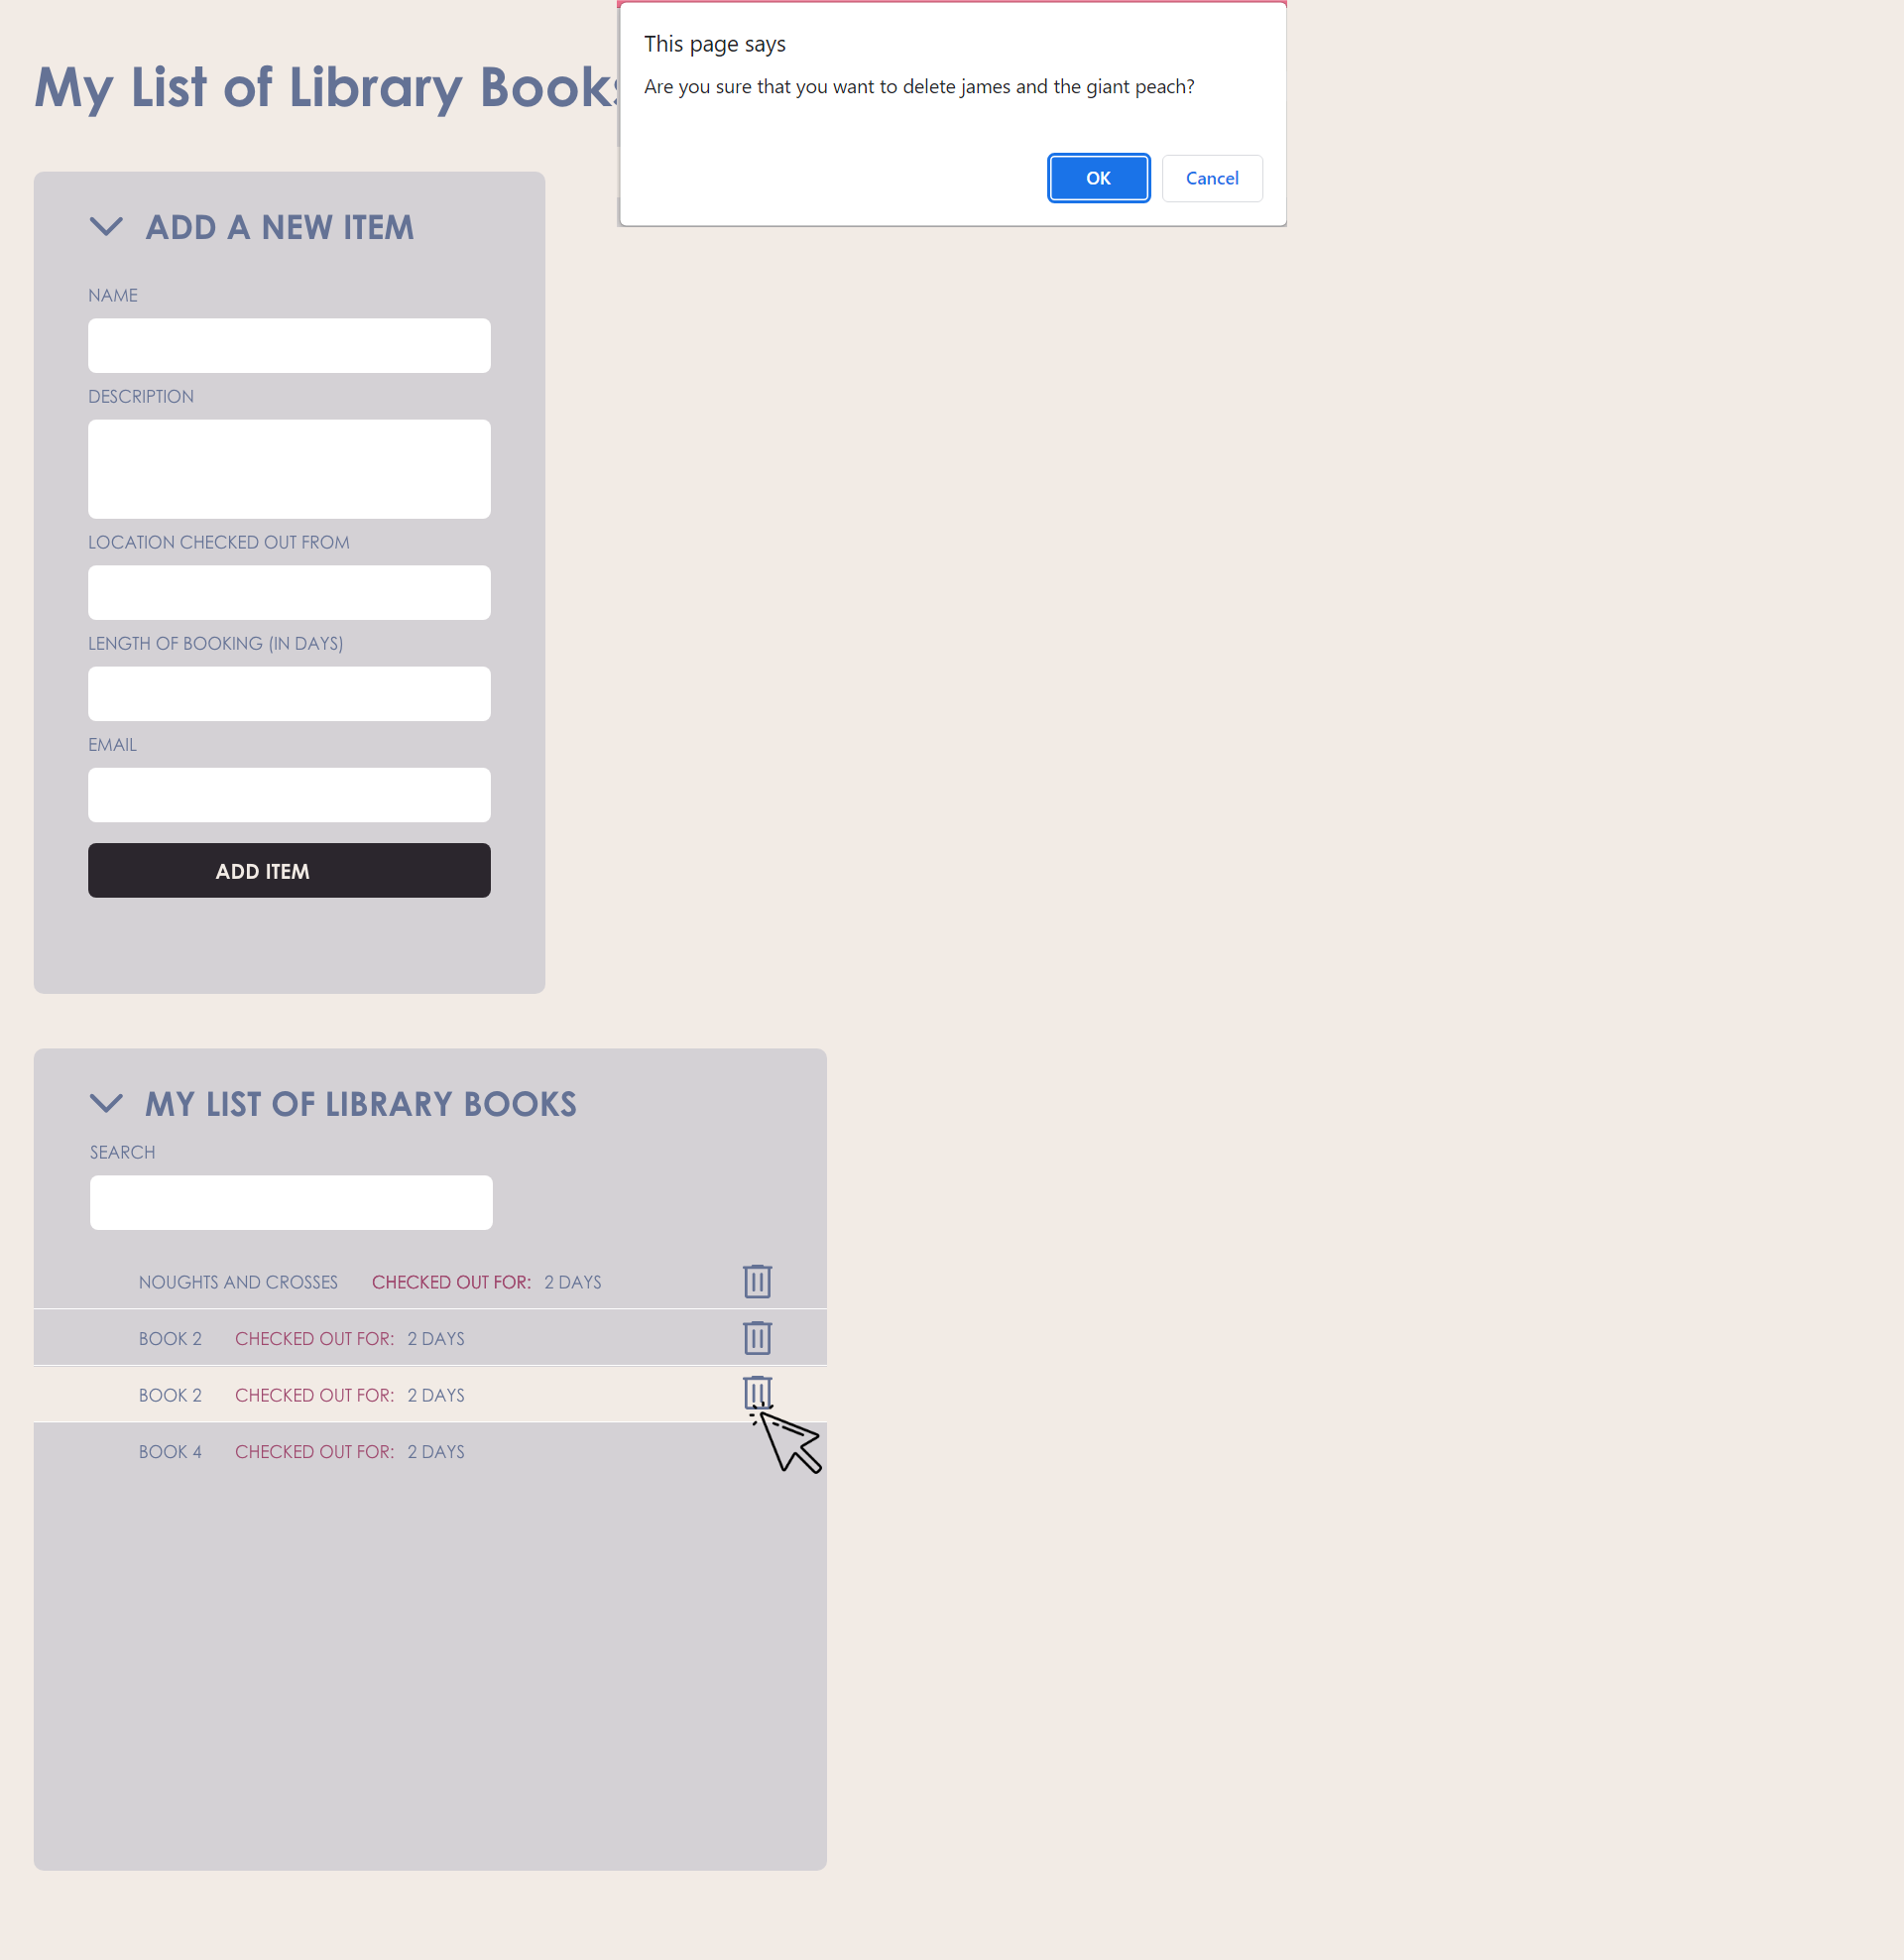 My List of Library Books
This page says
Are you sure that you want to delete james and the giant peach?
OK Cancel
ADD A NEW ITEM
NAME
DESCRIPTION
LOCATION CHECKED OUT FROM
LENGTH OF BOOKING (IN DAYS)
EMAIL
ADD ITEM
MY LIST OF LIBRARY BOOKS
SEARCH
NOUGHTS AND CROSSES CHECKED OUT FOR: 2 DAYS
BOOK 2 CHECKED OUT FOR: 2 DAYS
BOOK 2 CHECKED OUT FOR: 2 DAYS
BOOK 4 CHECKED OUT FOR: 2 DAYS